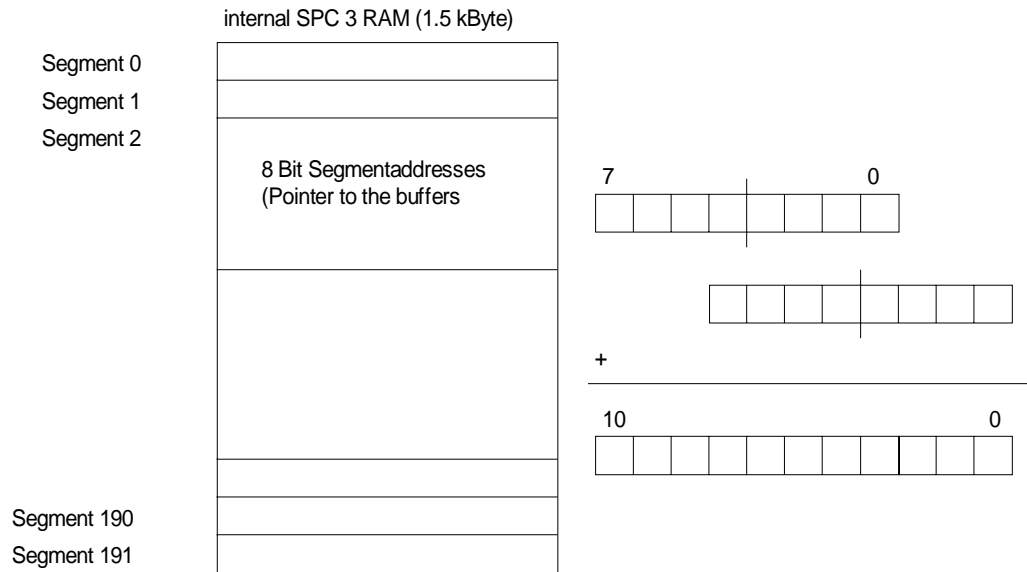 internal SPC 3 RAM (1.5 kByte)
Segment 0
Segment 1
Segment 2
8 Bit Segmentaddresses
(Pointer to the buffers
7 0
+
10 0
Segment 190
Segment 191